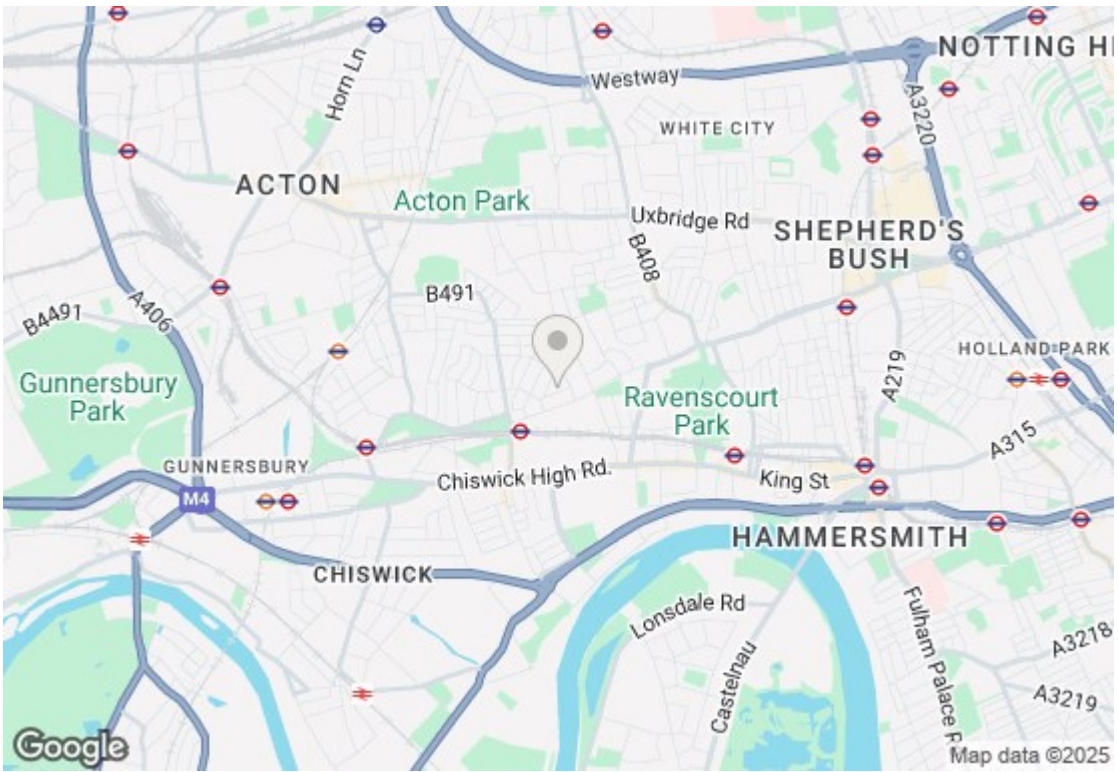 NOTTING HI
Westway
Horn Ln
A3220
WHITE CITY
ACTON
Acton Park
Uxbridge Rd
SHEPHERD'S
BUSH
B408
B491
B4491
A406
HOLLAND PARK
A219
Gunnersbury
Park
Ravenscourt
Park
A315
GUNNERSBURY
Chiswick High Rd.
King St
M4
HAMMERSMITH
CHISWICK
Lonsdale Rd
Castelnau
Fulham Palace R
A3218
A3219
Google
Map data ©2025